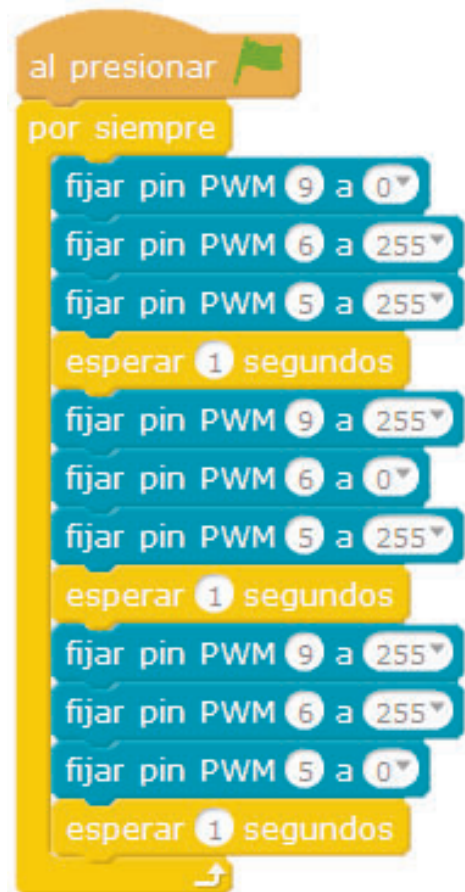 al presionar
por siempre
fijar pin PWM 9 a 0
fijar pin PWM 6 a 255
fijar pin PWM 5 a 255
esperar 1 segundos
fijar pin PWM 9 a 255
fijar pin PWM 6 a 0
fijar pin PWM 5 a 255
esperar 1 segundos
fijar pin PWM 9 a 255
fijar pin PWM 6 a 255
fijar pin PWM 5 a 0
esperar 1 segundos